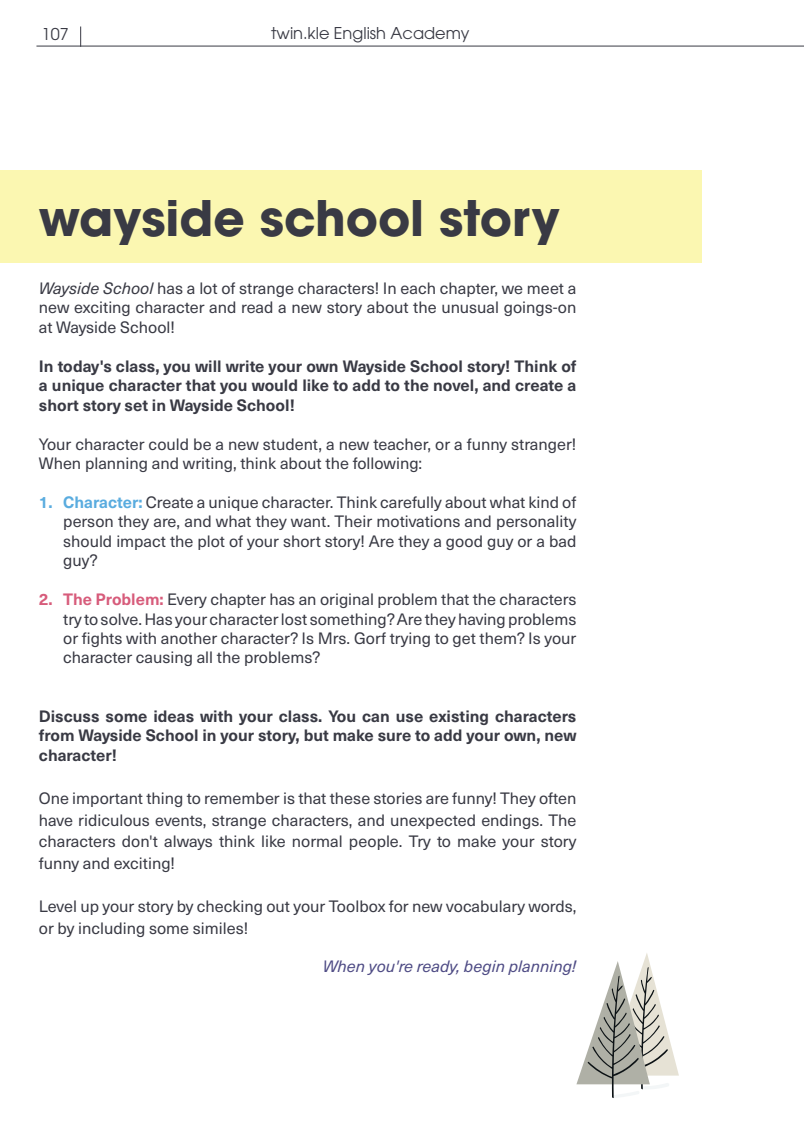 107
twin.kle English Academy
wayside school story
Wayside School has a lot of strange characters! In each chapter, we meet a
new exciting character and read a new story about the unusual goings-on
at Wayside School!
In today's class, you will write your own Wayside School story! Think of
a unique character that you would like to add to the novel, and create a
short story set in Wayside School!
Your character could be a new student, a new teacher, or a funny stranger!
When planning and writing, think about the following:
1. Character: Create a unique character. Think carefully about what kind of
person they are, and what they want. Their motivations and personality
should impact the plot of your short story! Are they a good guy or a bad
guy?
2. The Problem: Every chapter has an original problem that the characters
try to solve. Has your character lost something? Are they having problems
or fights with another character? Is Mrs. Gorf trying to get them? Is your
character causing all the problems?
Discuss some ideas with your class. You can use existing characters
from Wayside School in your story, but make sure to add your own, new
character!
One important thing to remember is that these stories are funny! They often
have ridiculous events, strange characters, and unexpected endings. The
characters don't always think like normal people. Try to make your story
funny and exciting!
Level up your story by checking out your Toolbox for new vocabulary words,
or by including some similes!
When you're ready, begin planning!